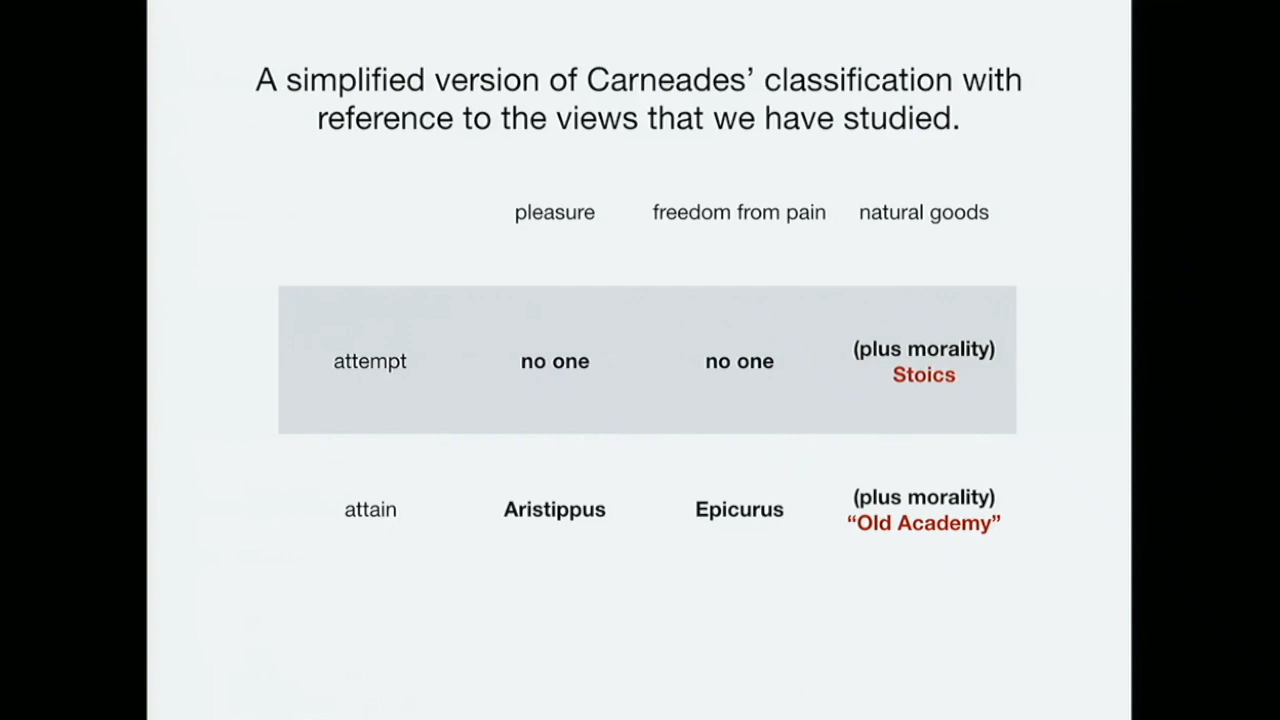 A simplified version of Carneades’ classification with
reference to the views that we have studied.
pleasure freedom from pain natural goods
attempt no one no one (plus morality)
Stoics
attain Aristippus Epicurus (plus morality)
“Old Academy”